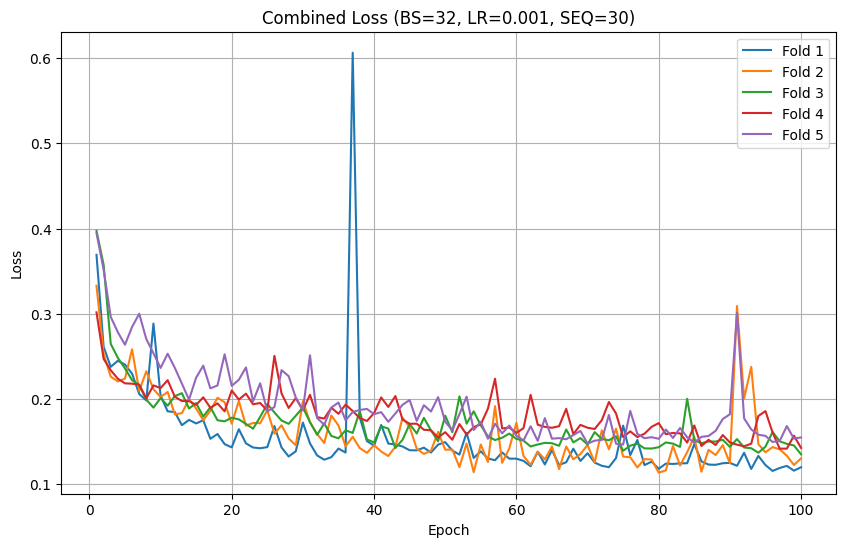 Combined Loss (BS=32, LR=0.001, SEQ=30)
Fold 1
Fold 2
Fold 3
Fold 4
Fold 5
Loss
0.6
0.5
0.4
0.3
0.2
0.1
0 20 40 60 80 100
Epoch